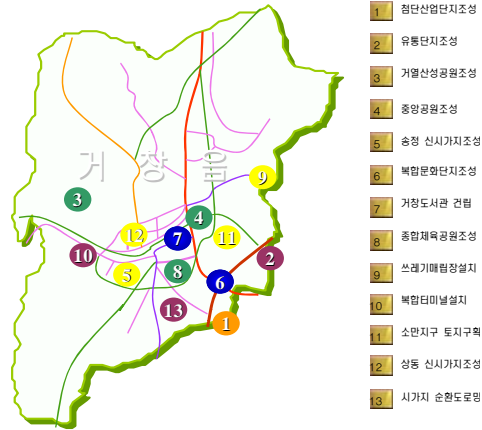 거 창 읍
3
9
4
12
7
11
10
2
5
8
6
13
1
1 첨단산업단지조성
2 유통단지조성
3 거열산성공원조성
4 중앙공원조성
5 송정 신시가지조성
6 복합문화단지조성
7 거창도서관 건립
8 종합체육공원조성
9 쓰레기매립장설치
10 복합터미널설치
11 소만지구 토지구획
12 상동 신시가지조성
13 시가지 순환도로망